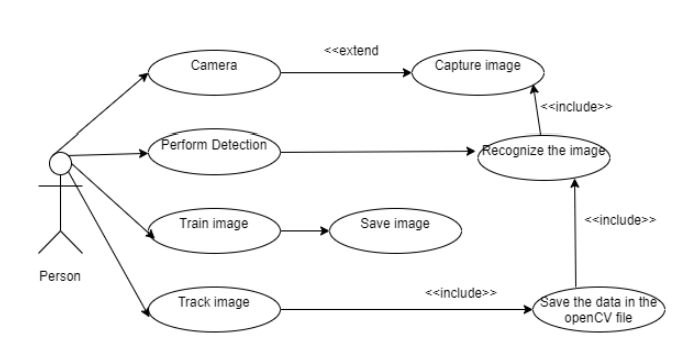 <<extend
Camera
Capture image
<<include>>
Perform Detection
Recognize the image
Train image
Save image
<<include>>
Person
Track image
<<include>>
Save the data in the
openCV file